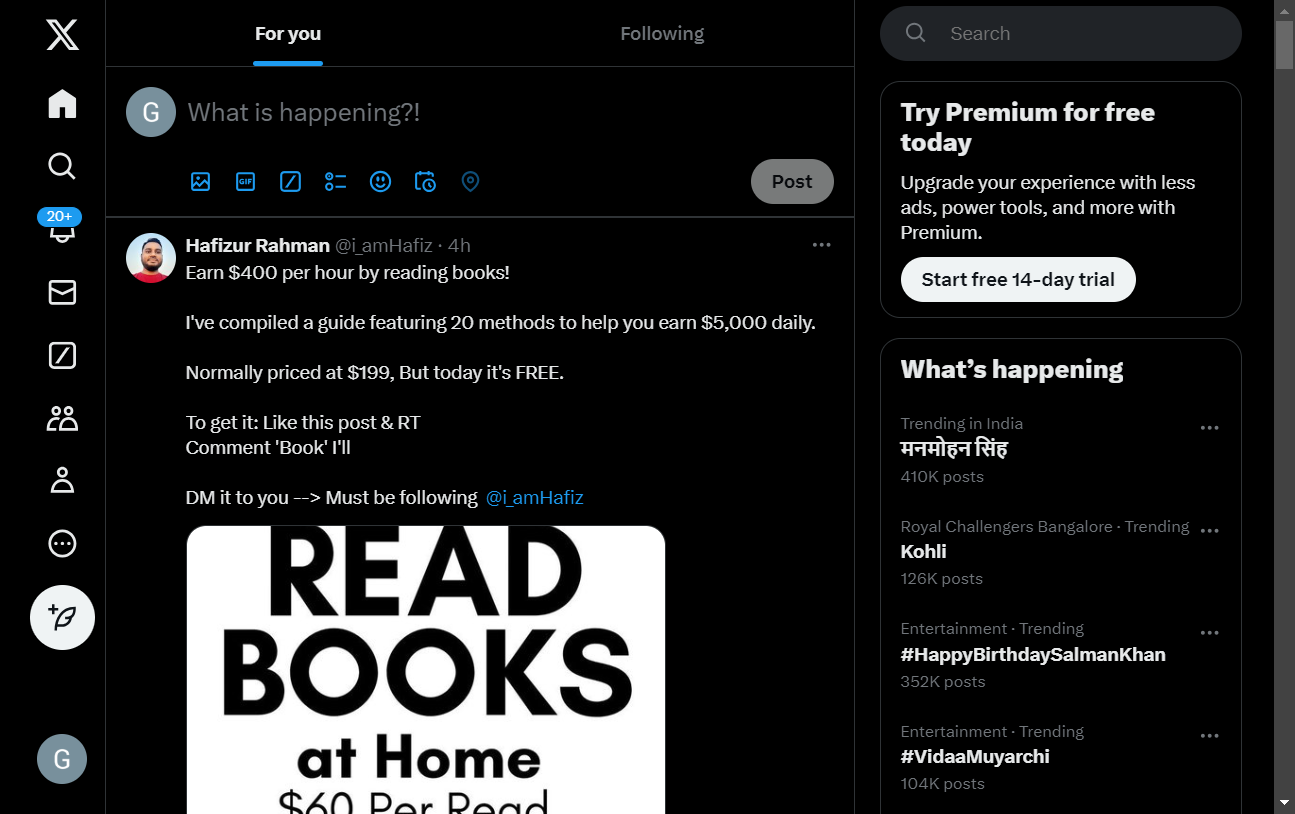 For you
Following
Search
G
What is happening?!
GIF
Post
20+
Hafizur Rahman @i_amHafiz · 4h
Earn $400 per hour by reading books!
I've compiled a guide featuring 20 methods to help you earn $5,000 daily.
Normally priced at $199, But today it's FREE.
To get it: Like this post & RT
Comment 'Book' I'll
DM it to you --> Must be following @i_amHafiz
READ
BOOKS
at Home
$60 Per Read
G
Try Premium for free
today
Upgrade your experience with less
ads, power tools, and more with
Premium.
Start free 14-day trial
What’s happening
Trending in India
मनमोहन सिंह
410K posts
Royal Challengers Bangalore · Trending
Kohli
126K posts
Entertainment · Trending
#HappyBirthdaySalmanKhan
352K posts
Entertainment · Trending
#VidaaMuyarchi
104K posts